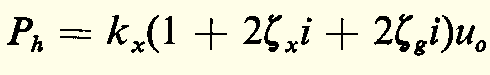 P_h = k_x(1 + 2ζ_x i + 2ζ_g i)u_o